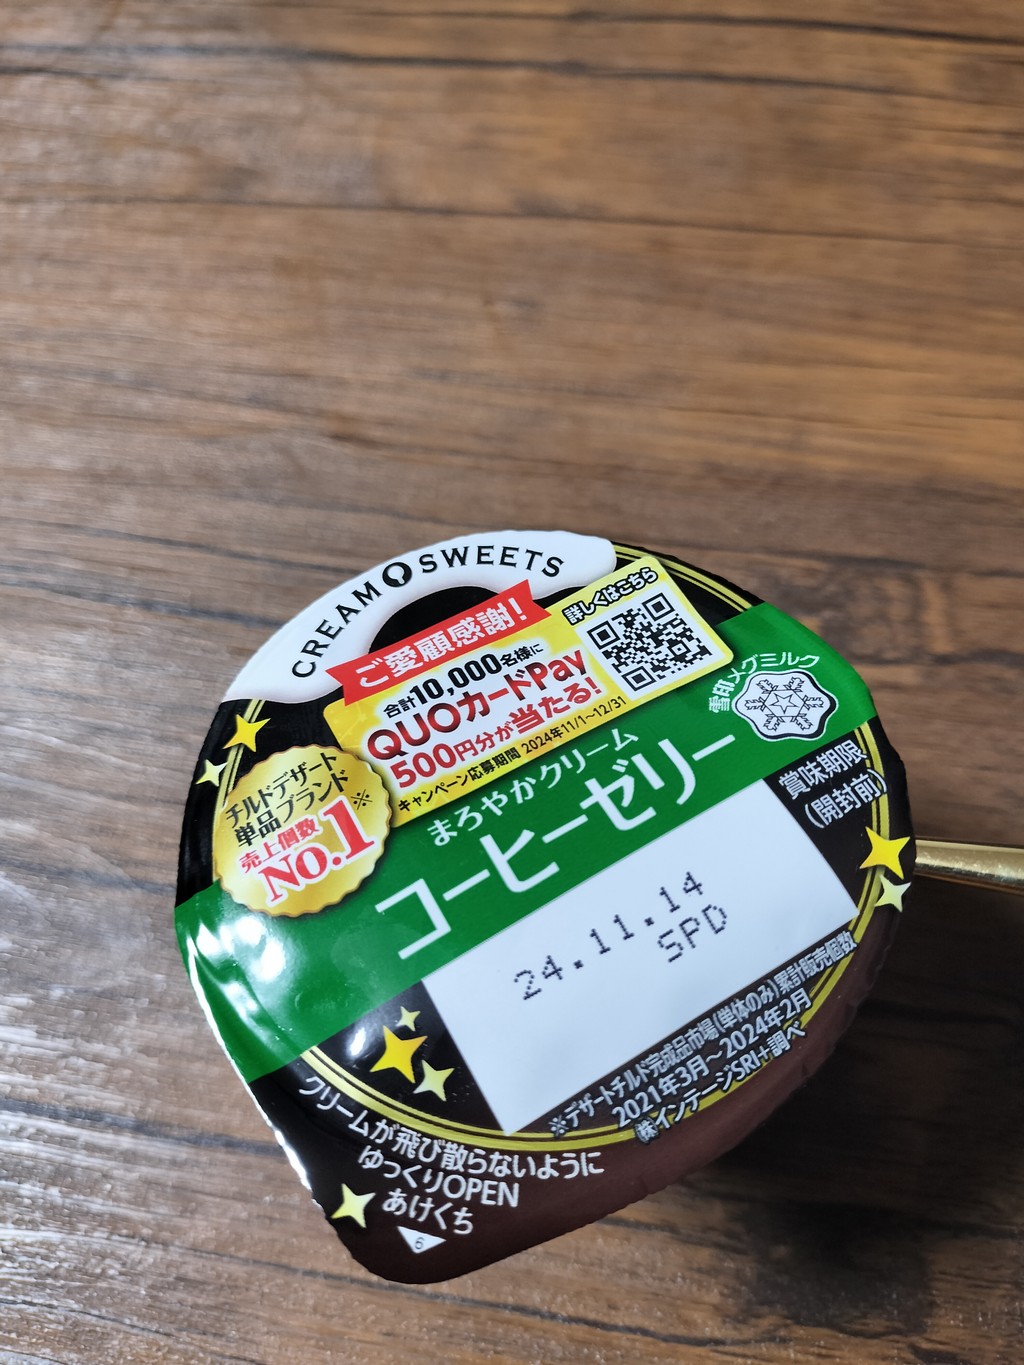 CREAM SWEETS
ご愛顧感謝!
詳しくはこちら
合計10,000名様に
QUOカードPay
500円分が当たる!
キャンペーン応募期間 2024年11/1~12/31
雪印メグミルク
チルドデザート
単品ブランド※
売上個数
NO.1
まろやかクリーム
コーヒーゼリー
賞味期限
(開封前)
24.11.14
SPD
※デザートチルド完成品市場(単体のみ)累計販売個数
2021年3月~2024年2月
㈱インテージSRI+調べ
クリームが飛び散らないように
ゆっくりOPEN
あけくち
6